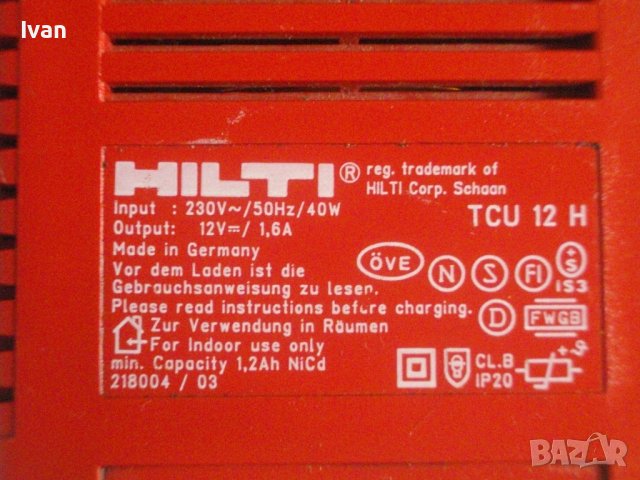 Ivan
HILTI ® reg. trademark of
HILTI Corp. Schaan
Input : 230V~/50Hz/40W
TCU 12 H
Output: 12V=/ 1,6A
Made in Germany
Vor dem Laden ist die
Gebrauchsanweisung zu lesen.
Please read instructions before charging.
ÖVE N S FI +S
IS3
D FWGB
Zur Verwendung in Räumen
For Indoor use only
min. Capacity 1,2Ah NiCd
218004 / 03
CL.B
IP20
+ϑ
BAZAR